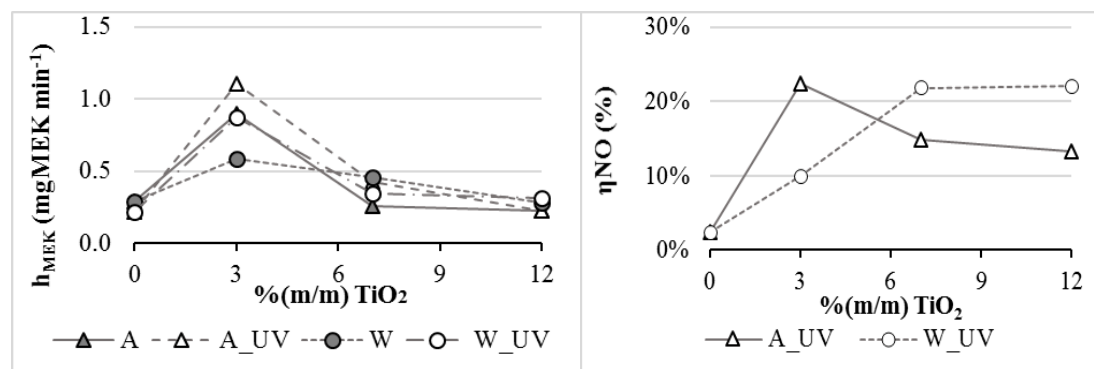 1.5
1.0
0.5
0.0
h_MEK (mgMEK min⁻¹)
0 3 6 9 12
%(m/m) TiO₂
A A_UV W W_UV
30%
20%
10%
0%
ηNO (%)
0 3 6 9 12
%(m/m) TiO₂
A_UV W_UV